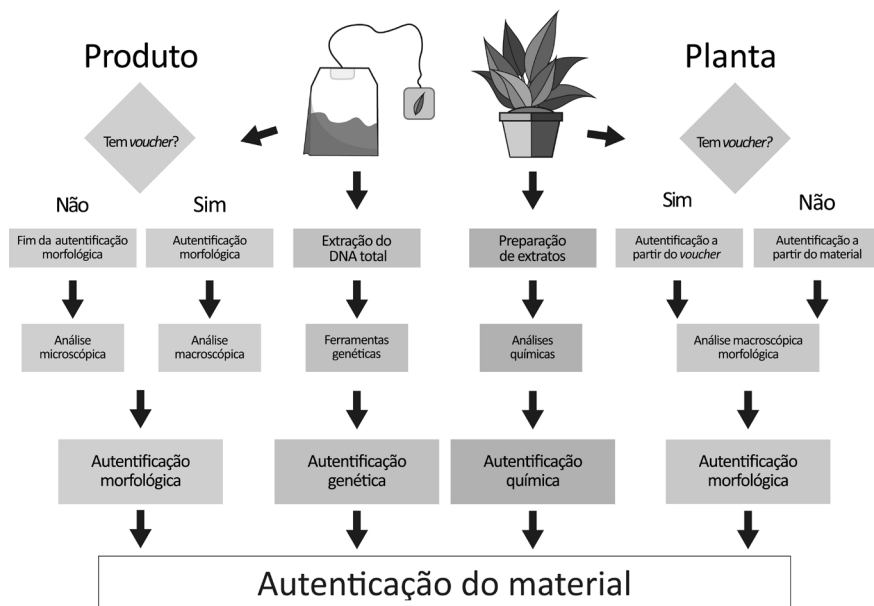 Produto
Planta
Tem voucher?
Tem voucher?
Não
Sim
Sim
Não
Fim da autentificação
morfológica
Autentificação
morfológica
Extração do
DNA total
Preparação
de extratos
Autentificação a
partir do voucher
Autentificação a
partir do material
Análise
microscópica
Análise
macroscópica
Ferramentas
genéticas
Análises
químicas
Análise macroscópica
morfológica
Autentificação
morfológica
Autentificação
genética
Autentificação
química
Autentificação
morfológica
Autenticação do material